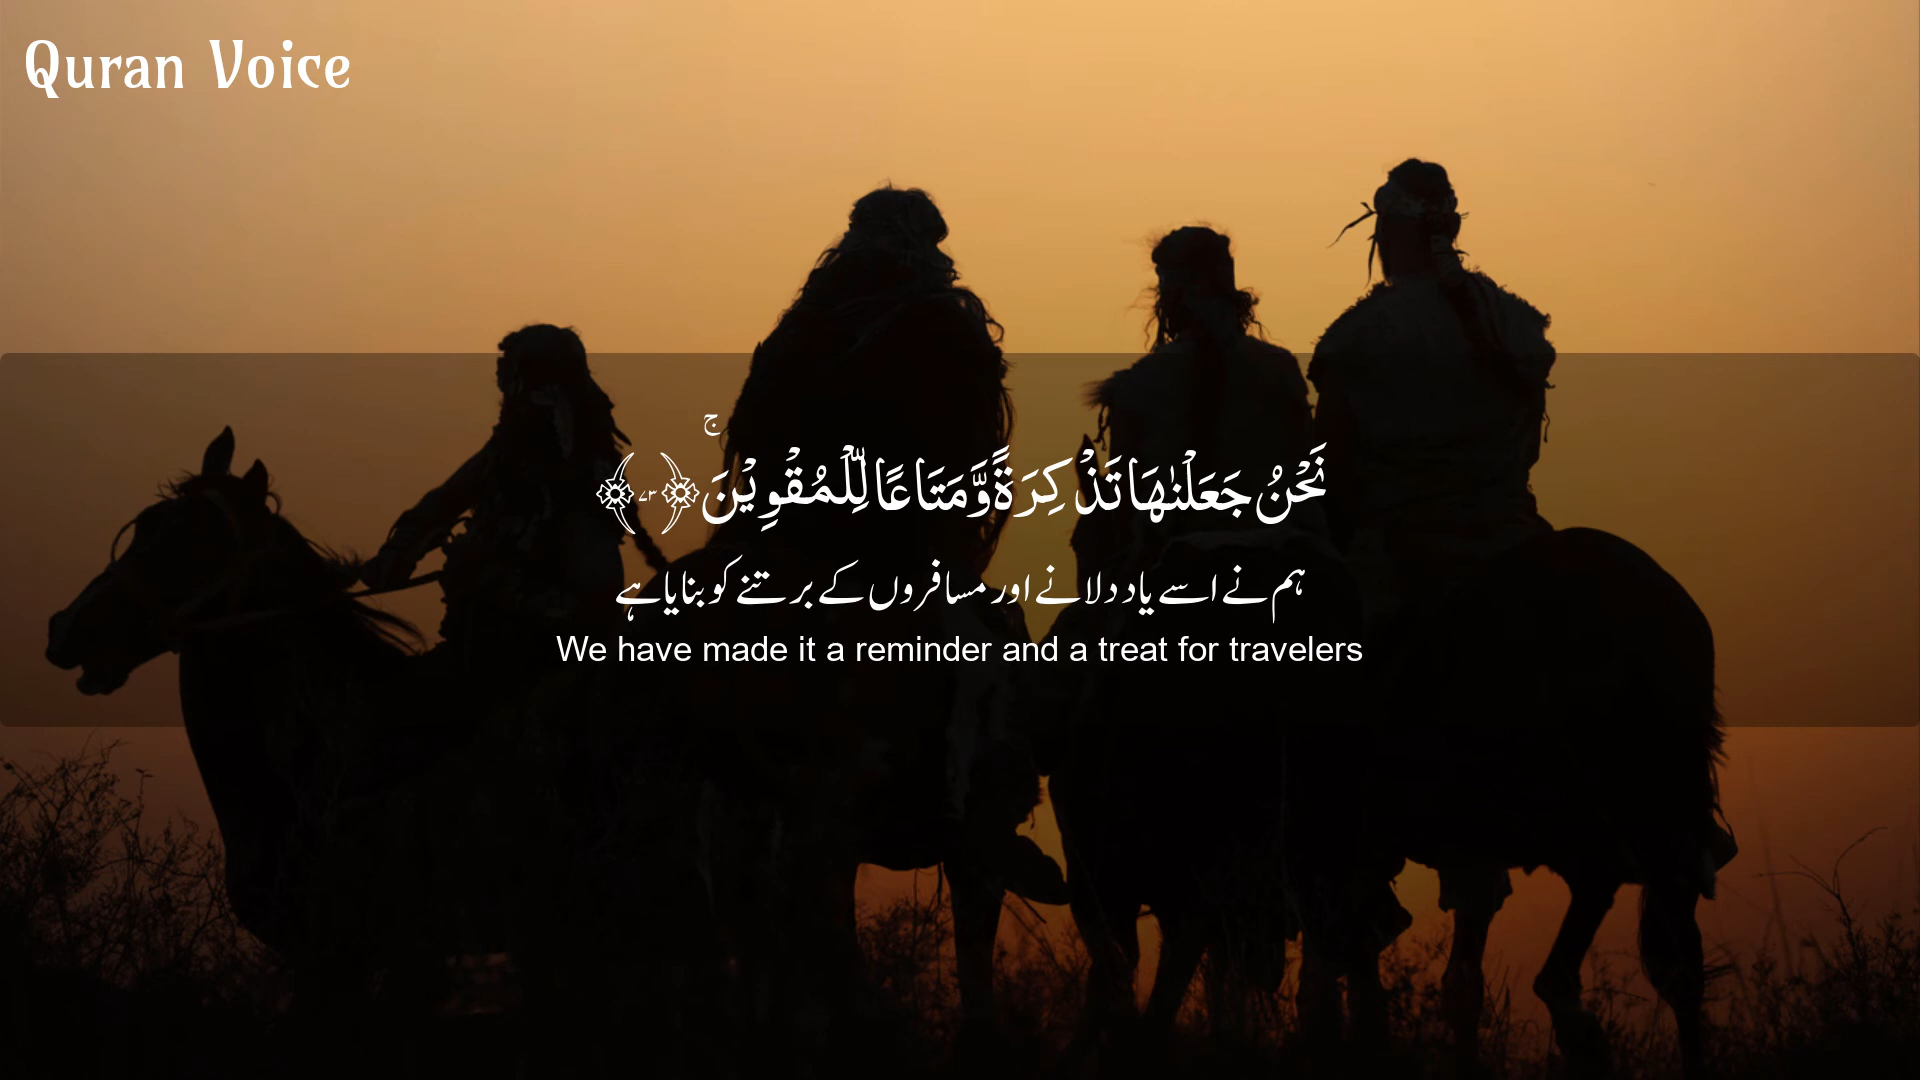 Quran Voice
نَحْنُ جَعَلْنٰهَا تَذْكِرَةً وَّمَتَاعًا لِّلْمُقْوِيْنَ ۚ ﴿۷۳﴾
ہم نے اسے یاد دلانے اور مسافروں کے برتنے کو بنایا ہے
We have made it a reminder and a treat for travelers